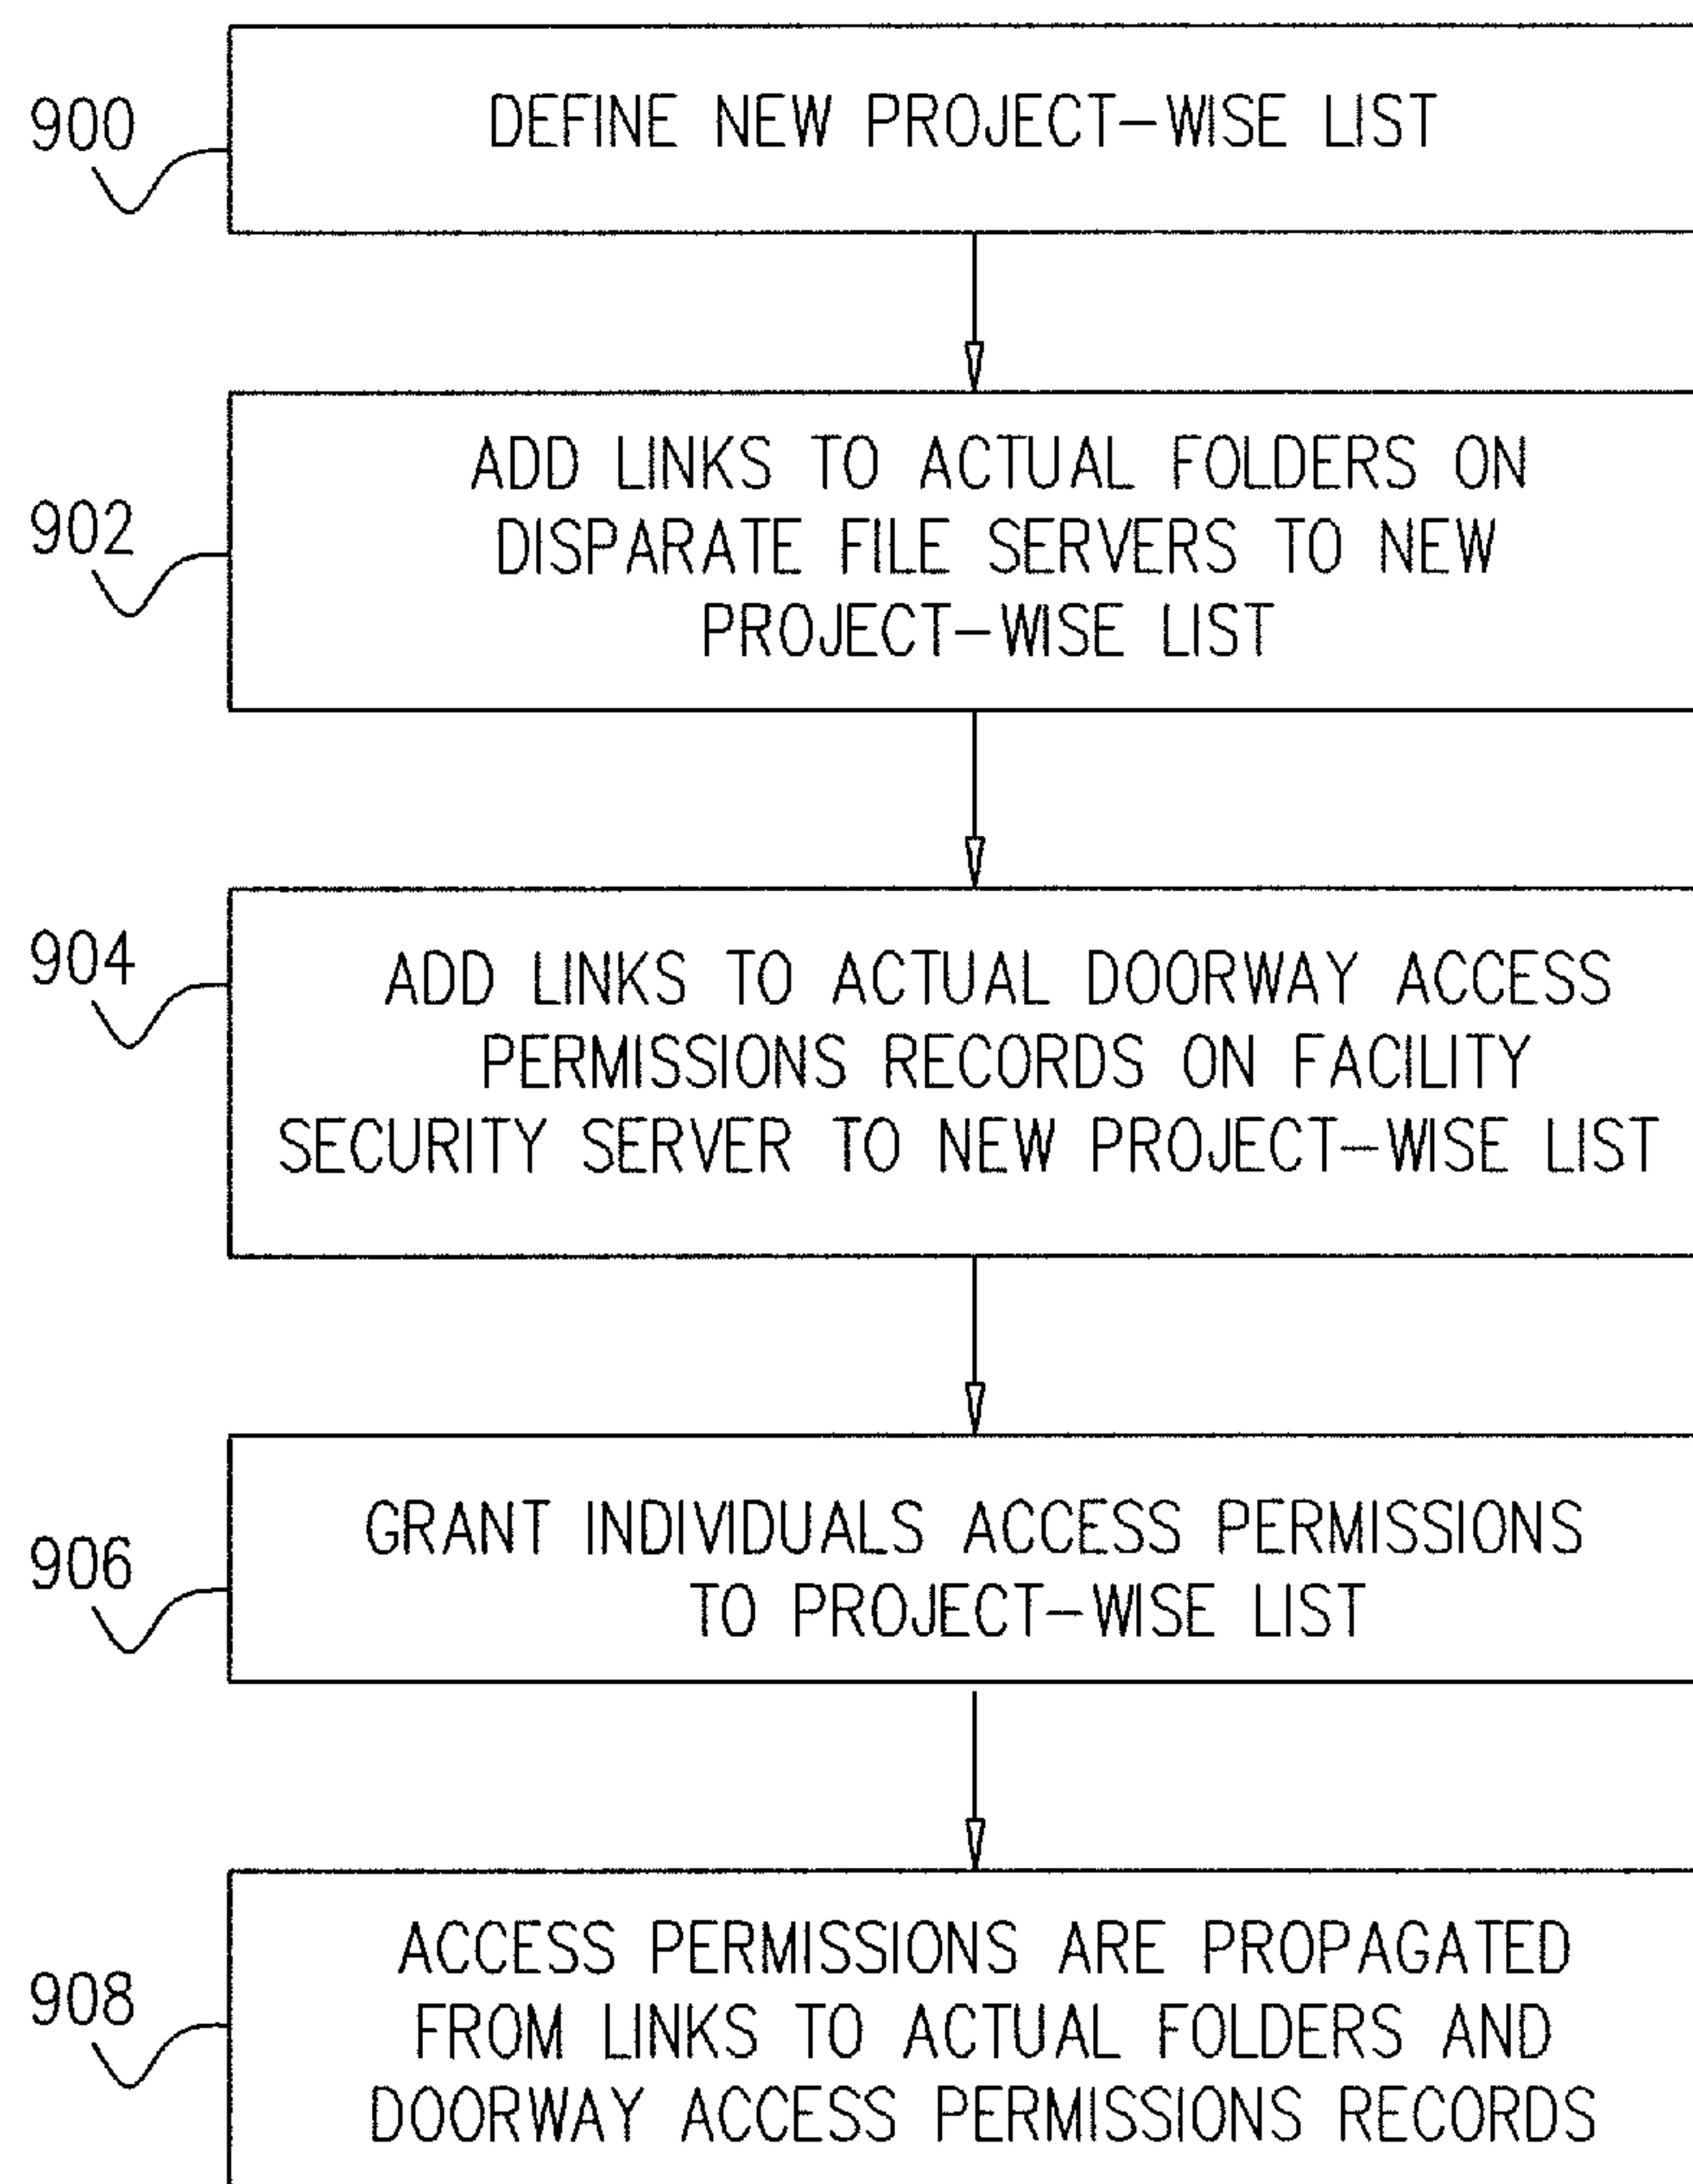 900
DEFINE NEW PROJECT-WISE LIST
902
ADD LINKS TO ACTUAL FOLDERS ON
DISPARATE FILE SERVERS TO NEW
PROJECT-WISE LIST
904
ADD LINKS TO ACTUAL DOORWAY ACCESS
PERMISSIONS RECORDS ON FACILITY
SECURITY SERVER TO NEW PROJECT-WISE LIST
906
GRANT INDIVIDUALS ACCESS PERMISSIONS
TO PROJECT-WISE LIST
908
ACCESS PERMISSIONS ARE PROPAGATED
FROM LINKS TO ACTUAL FOLDERS AND
DOORWAY ACCESS PERMISSIONS RECORDS